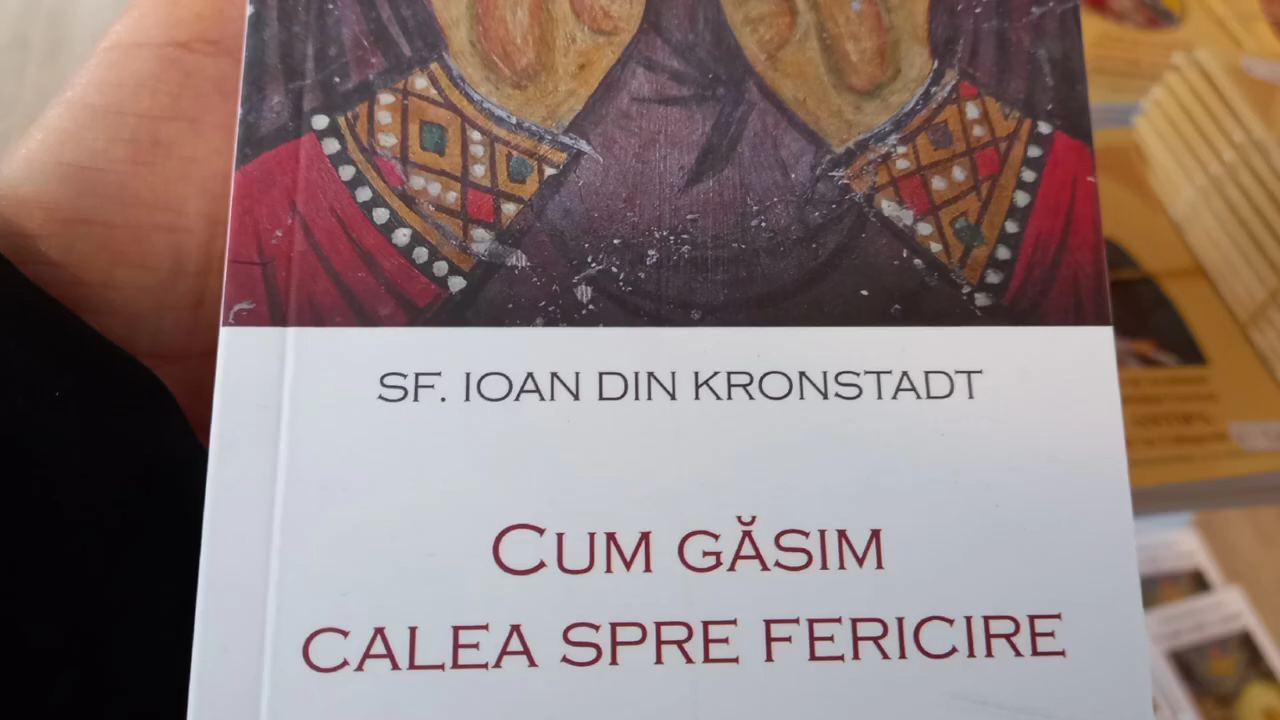 SF. IOAN DIN KRONSTADT
CUM GĂSIM
CALEA SPRE FERICIRE